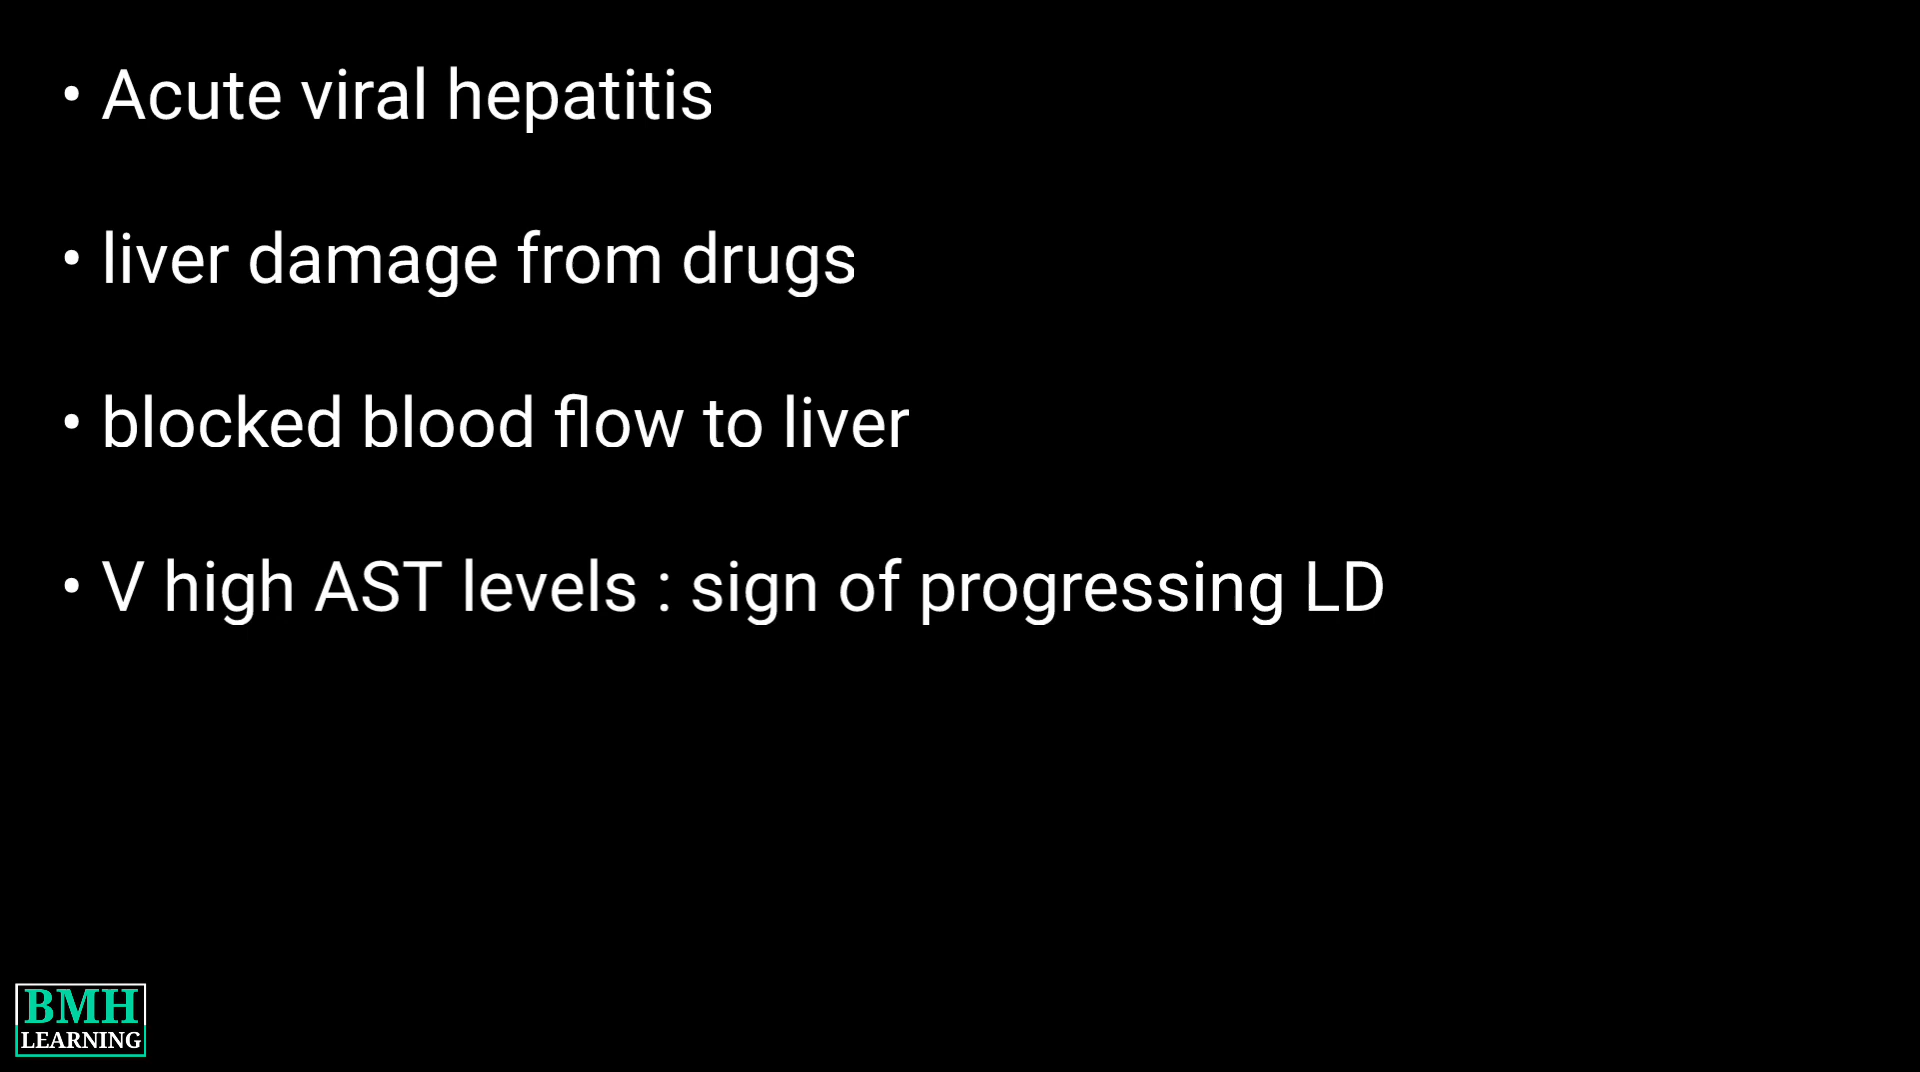 • Acute viral hepatitis
• liver damage from drugs
• blocked blood flow to liver
• V high AST levels : sign of progressing LD
BMH
LEARNING